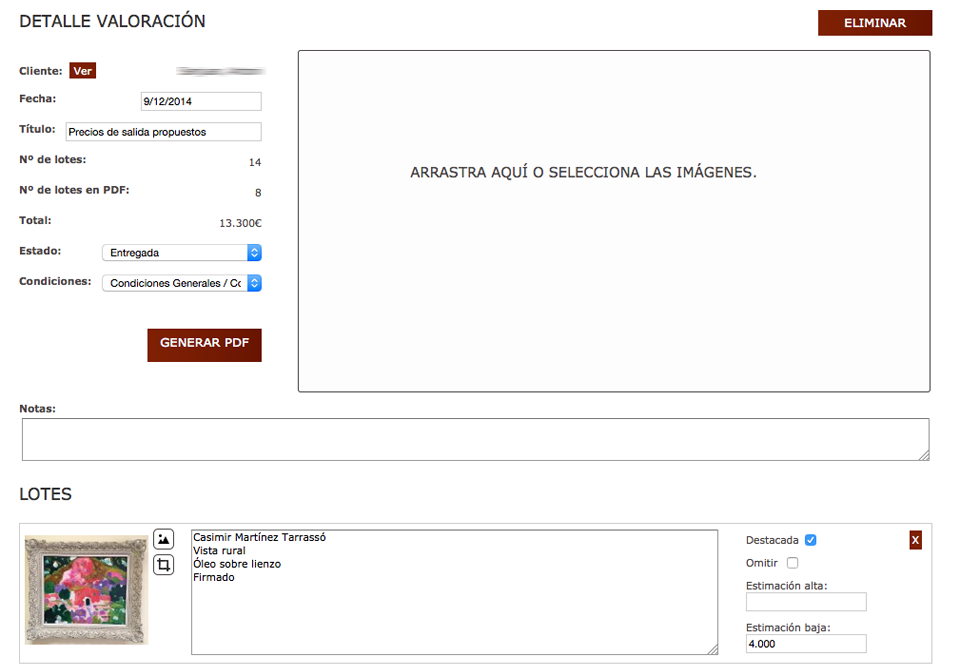 DETALLE VALORACIÓN
ELIMINAR
Cliente: Ver
Fecha: 9/12/2014
Título: Precios de salida propuestos
Nº de lotes: 14
Nº de lotes en PDF: 8
Total: 13.300€
Estado: Entregada
Condiciones: Condiciones Generales / Cc
GENERAR PDF
ARRASTRA AQUÍ O SELECCIONA LAS IMÁGENES.
Notas:
LOTES
Casimir Martínez Tarrassó
Vista rural
Óleo sobre lienzo
Firmado
Destacada
X
Omitir
Estimación alta:
Estimación baja:
4.000